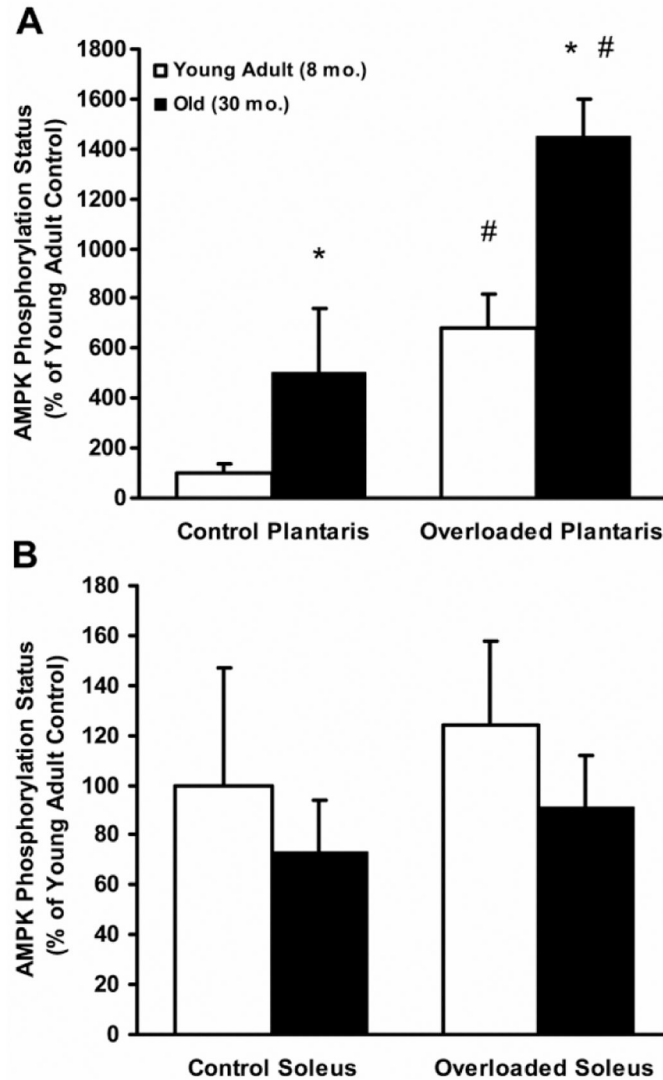 A
AMPK Phosphorylation Status
(% of Young Adult Control)
1800
1600
1400
1200
1000
800
600
400
200
0
Young Adult (8 mo.)
Old (30 mo.)
*
#
* #
Control Plantaris
Overloaded Plantaris
B
AMPK Phosphorylation Status
(% of Young Adult Control)
180
160
140
120
100
80
60
40
20
0
Control Soleus
Overloaded Soleus